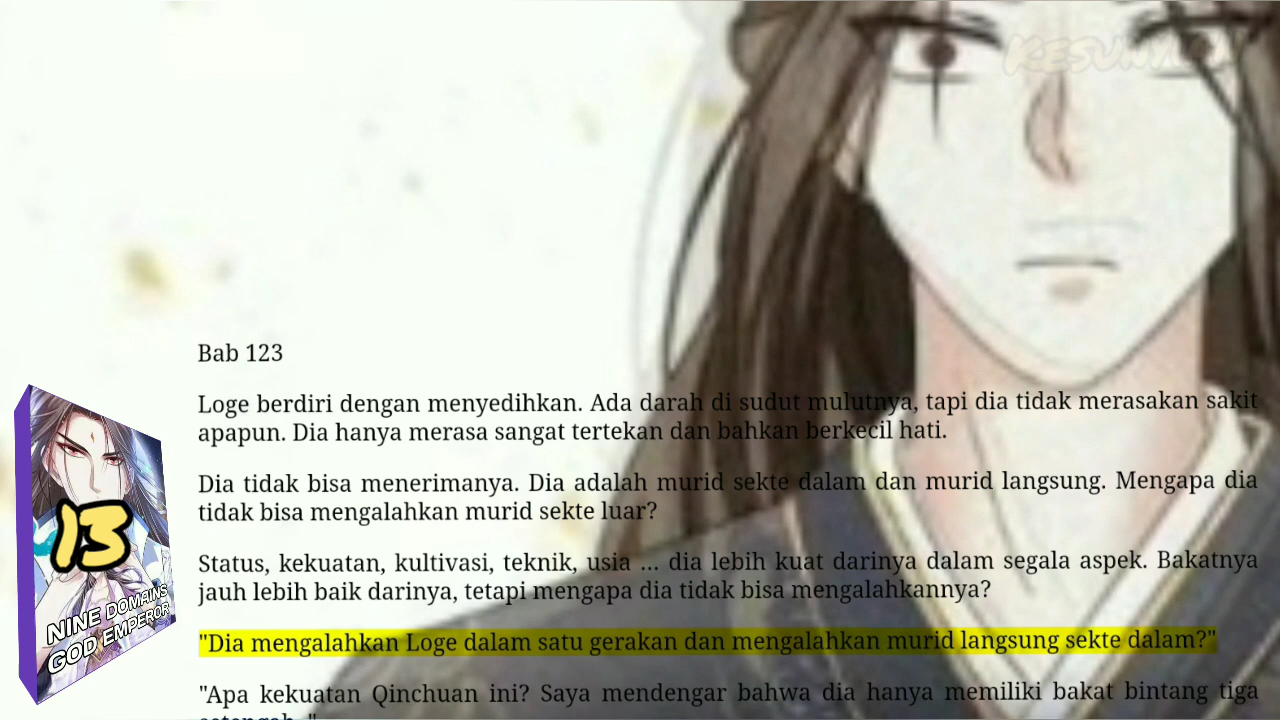 KESUNYIAN
Bab 123
Loge berdiri dengan menyedihkan. Ada darah di sudut mulutnya, tapi dia tidak merasakan sakit
apapun. Dia hanya merasa sangat tertekan dan bahkan berkecil hati.
Dia tidak bisa menerimanya. Dia adalah murid sekte dalam dan murid langsung. Mengapa dia
tidak bisa mengalahkan murid sekte luar?
Status, kekuatan, kultivasi, teknik, usia ... dia lebih kuat darinya dalam segala aspek. Bakatnya
jauh lebih baik darinya, tetapi mengapa dia tidak bisa mengalahkannya?
"Dia mengalahkan Loge dalam satu gerakan dan mengalahkan murid langsung sekte dalam?"
"Apa kekuatan Qinchuan ini? Saya mendengar bahwa dia hanya memiliki bakat bintang tiga
13
NINE DOMAINS
GOD EMPEROR